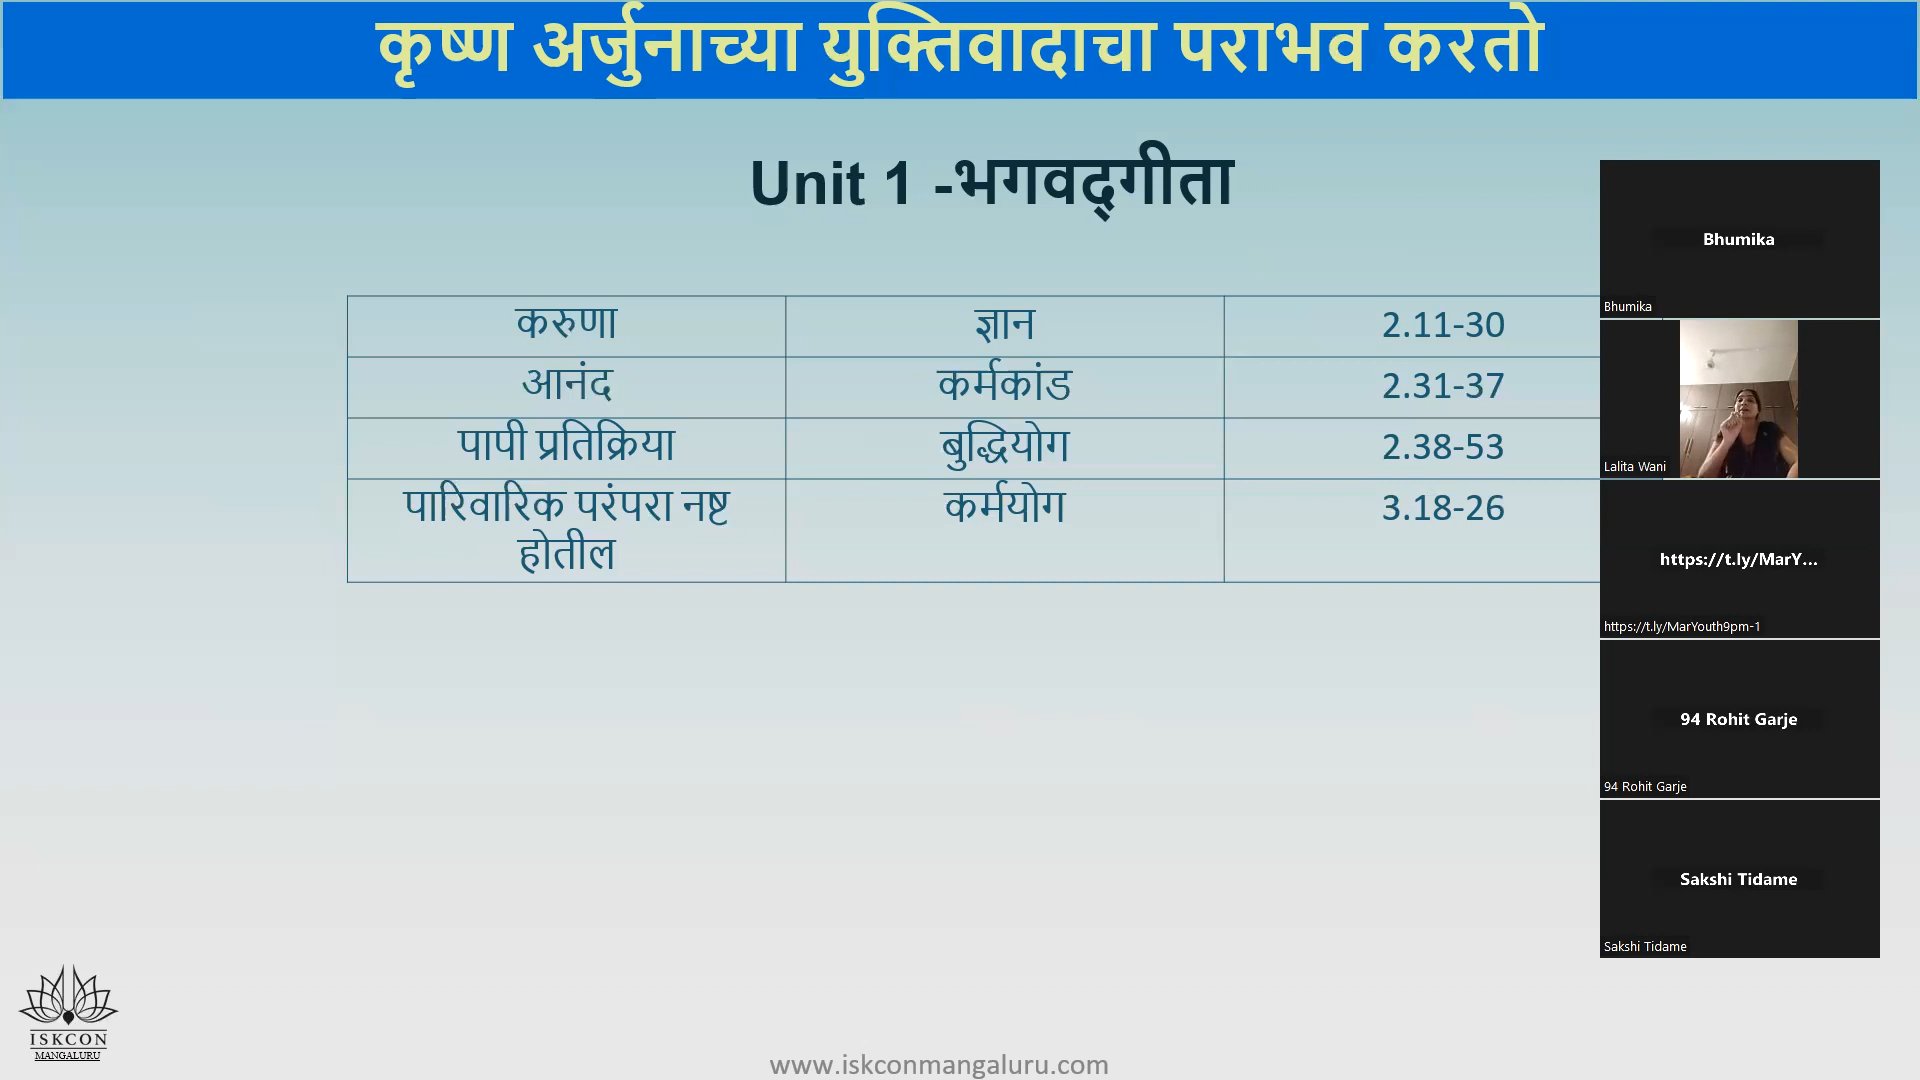 कृष्ण अर्जुनाच्या युक्तिवादाचा पराभव करतो
Unit 1 -भगवद्‌गीता
करुणा ज्ञान 2.11-30
आनंद कर्मकांड 2.31-37
पापी प्रतिक्रिया बुद्धियोग 2.38-53
पारिवारिक परंपरा नष्ट कर्मयोग 3.18-26
होतील
Bhumika
Bhumika
Lalita Wani
https://t.ly/MarY...
https://t.ly/MarYouth9pm-1
94 Rohit Garje
94 Rohit Garje
Sakshi Tidame
Sakshi Tidame
ISKCON
MANGALURU
www.iskconmangaluru.com